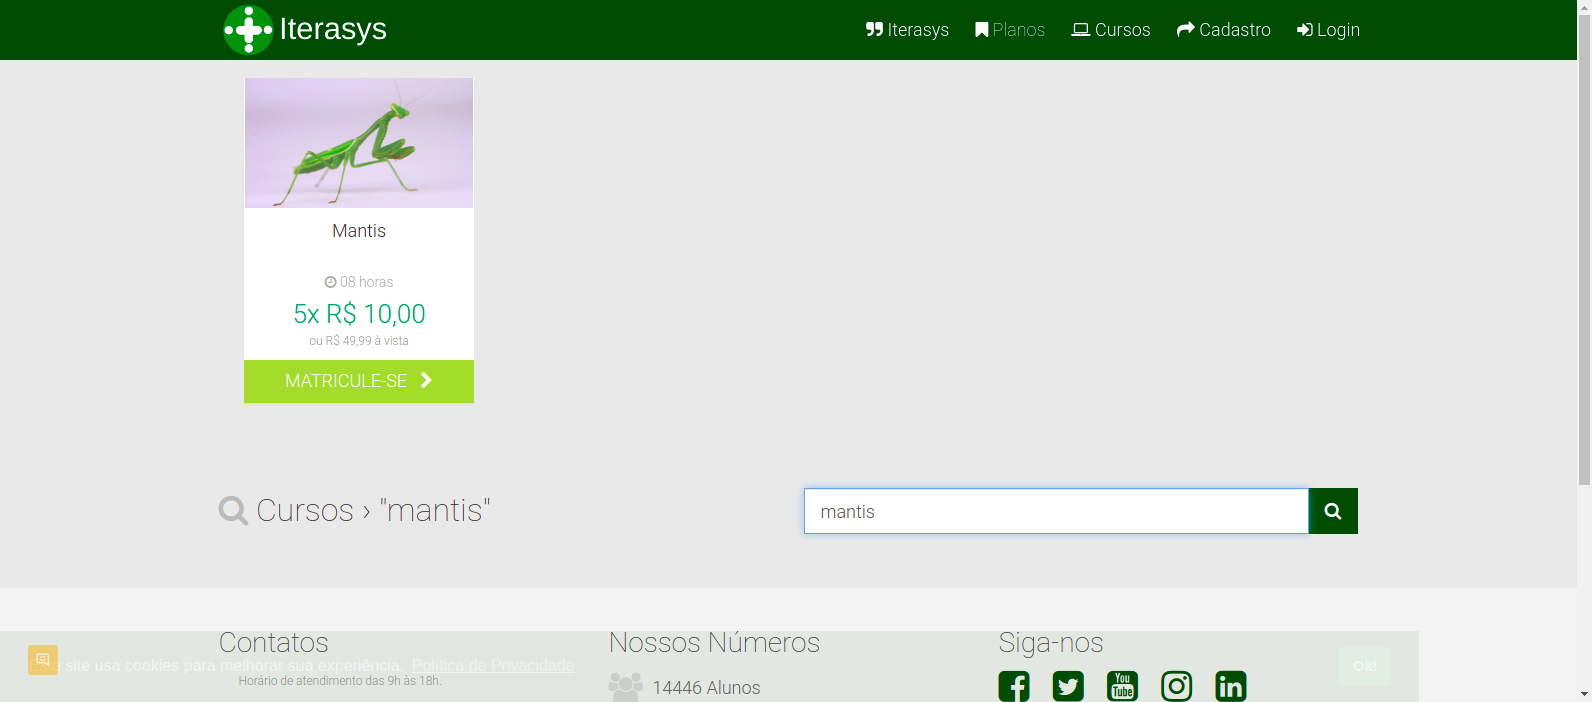 Iterasys
Iterasys Planos Cursos Cadastro Login
Mantis
08 horas
5x R$ 10,00
ou R$ 49,99 à vista
MATRICULE-SE
Cursos › "mantis"
mantis
Contatos
Nossos Números
Siga-nos
site usa cookies para melhorar sua experiência. Política de Privacidade
Ok!
Horário de atendimento das 9h às 18h.
14446 Alunos
You
Tube